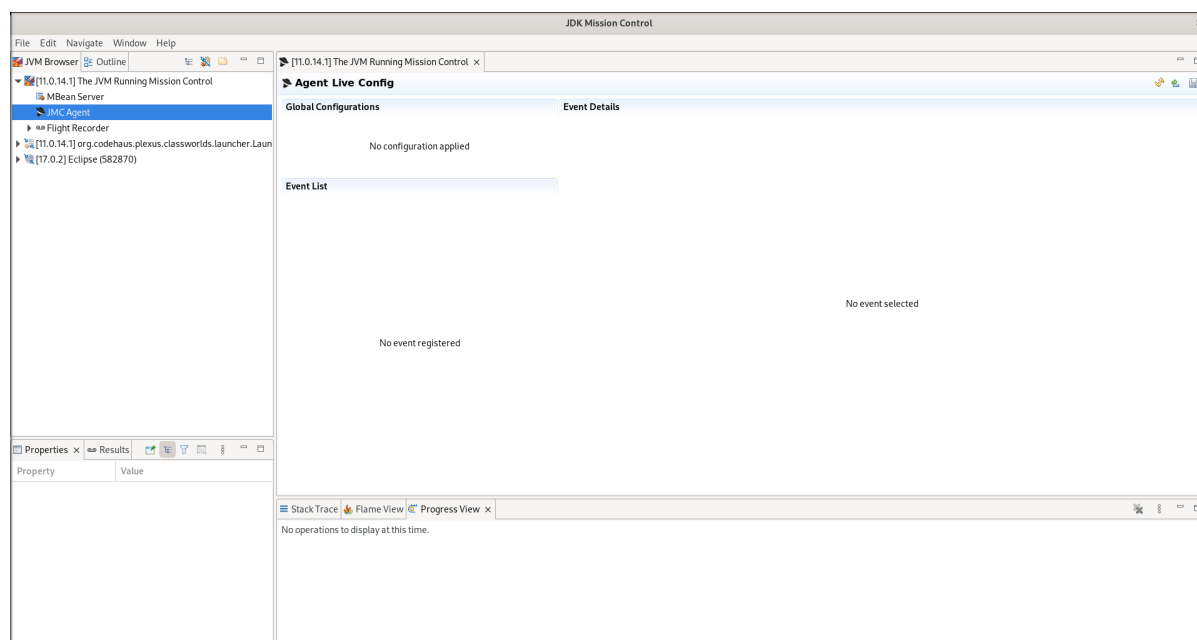 JDK Mission Control
File Edit Navigate Window Help
JVM Browser Outline
[11.0.14.1] The JVM Running Mission Control
MBean Server
JMC Agent
Flight Recorder
[11.0.14.1] org.codehaus.plexus.classworlds.launcher.Laun
[17.0.2] Eclipse (582870)
[11.0.14.1] The JVM Running Mission Control
Agent Live Config
Global Configurations
No configuration applied
Event List
No event registered
Event Details
No event selected
Properties Results
Property Value
Stack Trace Flame View Progress View
No operations to display at this time.